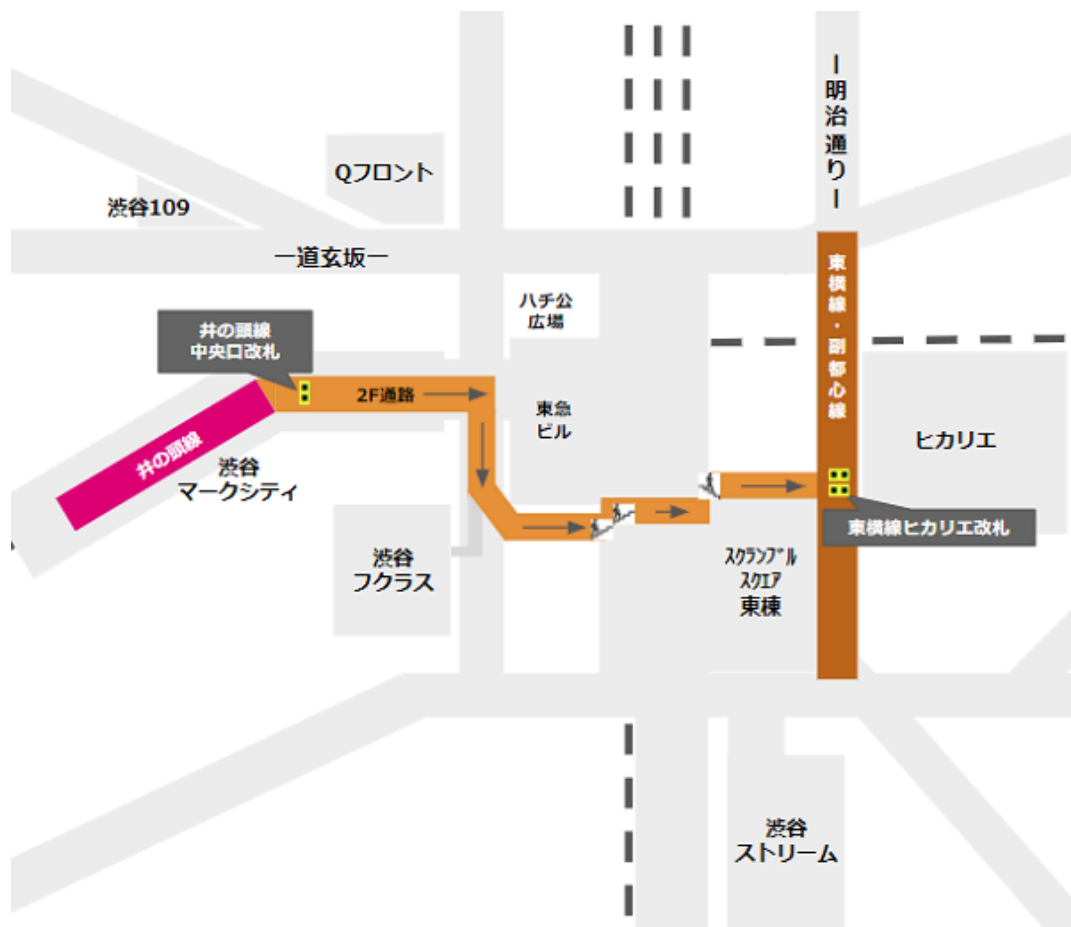 ー明治通りー
Qフロント
渋谷109
―道玄坂―
東横線・副都心線
ハチ公
広場
井の頭線
中央口改札
2F通路
東急
ビル
ヒカリエ
井の頭線
渋谷
マークシティ
東横線ヒカリエ改札
渋谷
フクラス
ｽｸﾗﾝﾌﾞﾙ
ｽｸｴｱ
東棟
渋谷
ストリーム